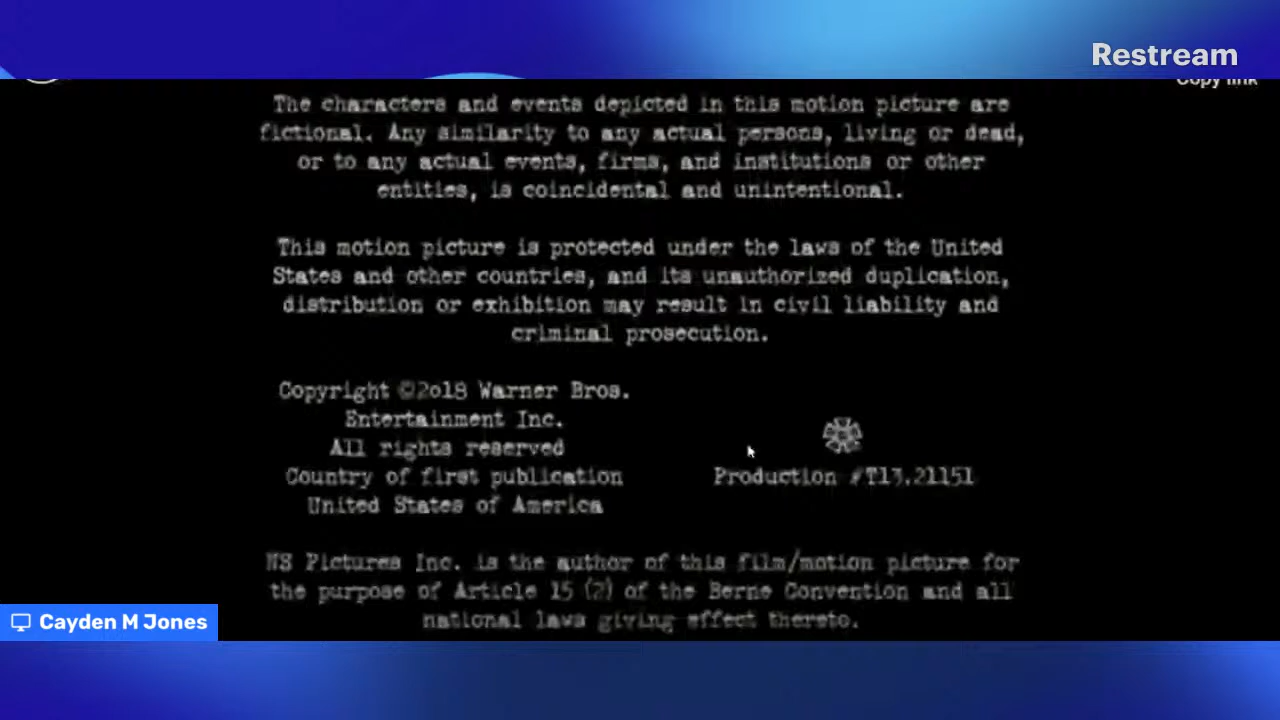 Restream
Copy link
The characters and events depicted in this motion picture are
fictional. Any similarity to any actual persons, living or dead,
or to any actual events, firms, and institutions or other
entities, is coincidental and unintentional.
This motion picture is protected under the laws of the United
States and other countries, and its unauthorized duplication,
distribution or exhibition may result in civil liability and
criminal prosecution.
Copyright ©2018 Warner Bros.
Entertainment Inc.
All rights reserved
Country of first publication
United States of America
Production #T13.21151
WS Pictures Inc. is the author of this film/motion picture for
the purpose of Article 15 (2) of the Berne Convention and all
national laws giving effect thereto.
Cayden M Jones